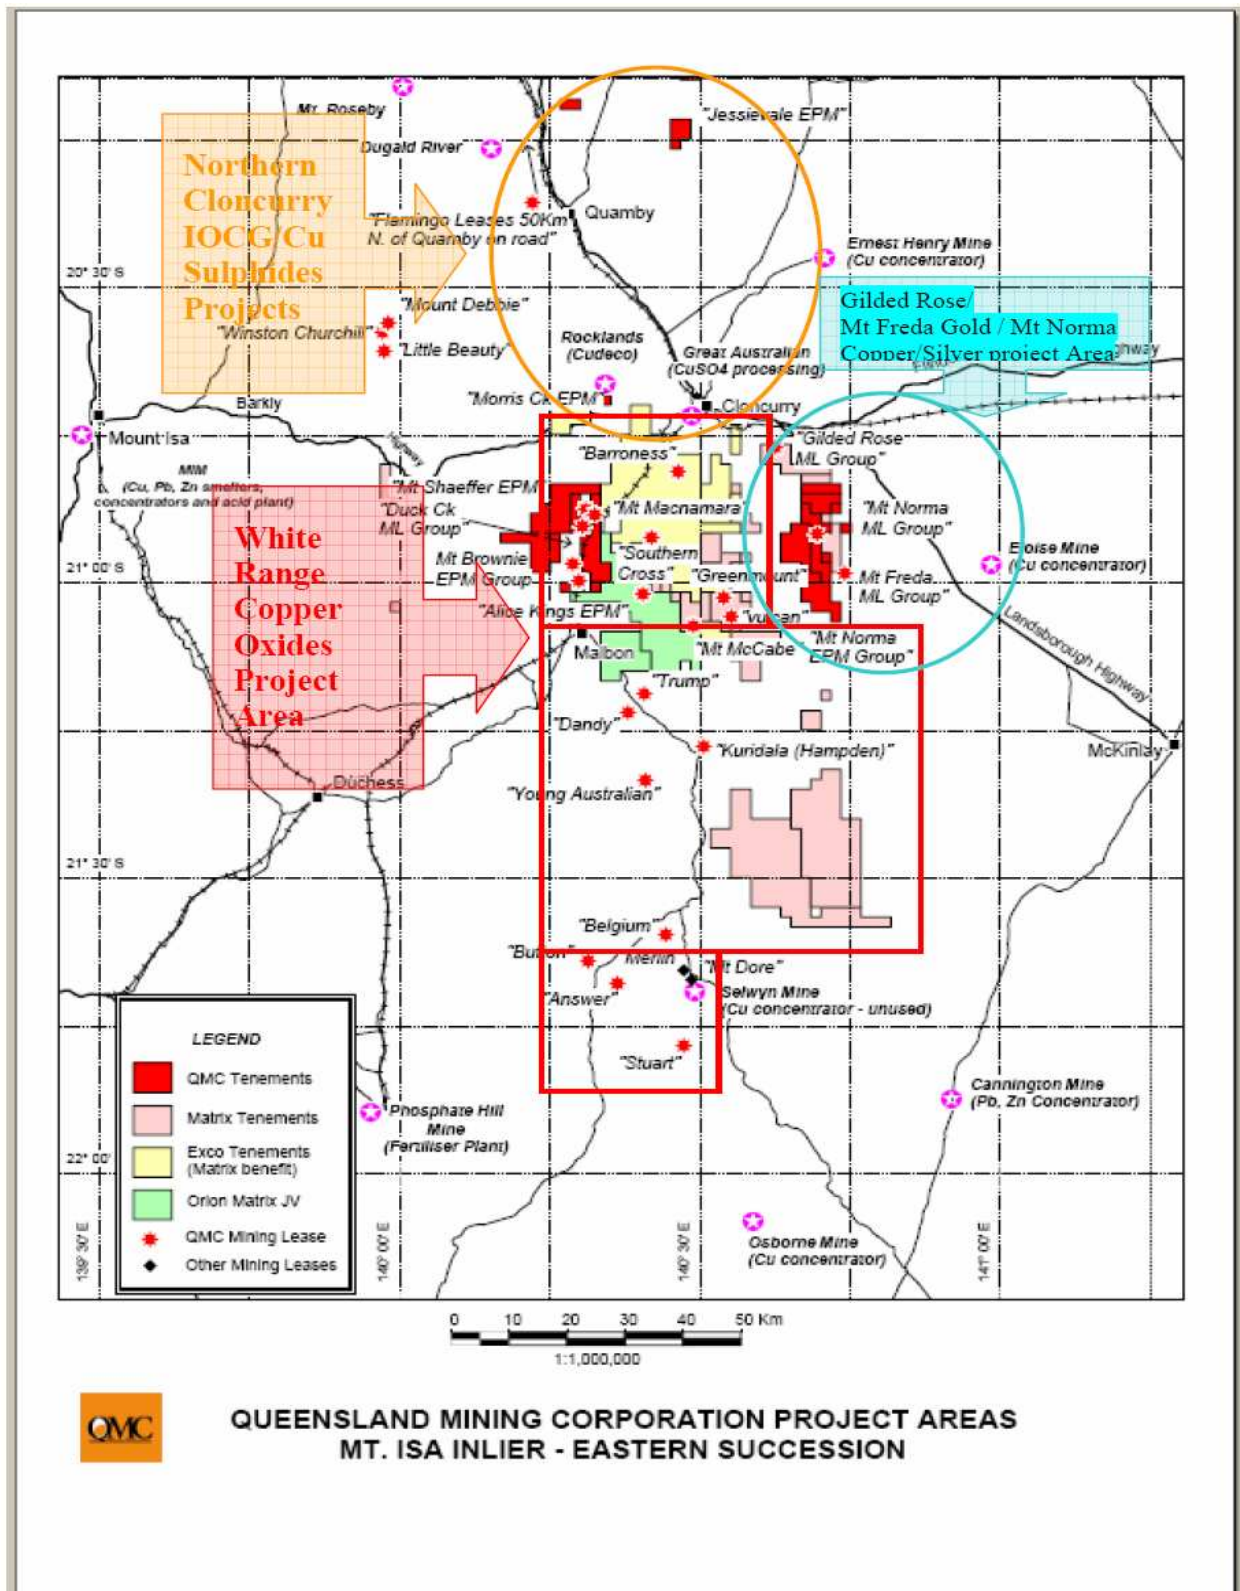 Mt. Roseby
"Jessievale EPM"
Dugald River
Northern
Cloncurry
IOCG/Cu
Sulphides
Projects
"Flamingo Leases 50Km
N. of Quamby on road"
Quamby
Ernest Henry Mine
(Cu concentrator)
20° 30' S
Gilded Rose/
Mt Freda Gold / Mt Norma
Copper/Silver project Area
"Mount Debbie"
"Winston Churchill"
"Little Beauty"
Rocklands
(Cudeco)
Great Australian
(CuSO4 processing)
"Morris Ck EPM"
Cloncurry
Barkly
Highway
Mount Isa
MIM
(Cu, Pb, Zn smelters,
concentrators and acid plant)
"Barroness"
"Gilded Rose
ML Group"
"Mt Shaeffer EPM"
"Duck Ck
ML Group"
"Mt Macnamara"
"Mt Norma
ML Group"
White
Range
Copper
Oxides
Project
Area
Mt Brownie
EPM Group
"Southern
Cross"
"Greenmount"
Eloise Mine
(Cu concentrator)
21° 00' S
"Mt Freda
ML Group"
"Alice Kings EPM"
"Vulcan"
Landsborough Highway
Malbon
"Mt McCabe"
"Mt Norma
EPM Group"
"Trump"
"Dandy"
"Kuridala (Hampden)"
McKinlay
Duchess
"Young Australian"
21° 30' S
"Belgium"
Merlin
"Mt Dore"
"Answer"
Selwyn Mine
(Cu concentrator - unused)
"Stuart"
LEGEND
QMC Tenements
Matrix Tenements
Exco Tenements
(Matrix benefit)
Orion Matrix JV
QMC Mining Lease
Other Mining Leases
Phosphate Hill
Mine
(Fertiliser Plant)
Cannington Mine
(Pb, Zn Concentrator)
22° 00'
Osborne Mine
(Cu concentrator)
139° 30' E
140° 00' E
140° 30' E
141° 00' E
0 10 20 30 40 50 Km
1:1,000,000
QMC
QUEENSLAND MINING CORPORATION PROJECT AREAS
MT. ISA INLIER - EASTERN SUCCESSION